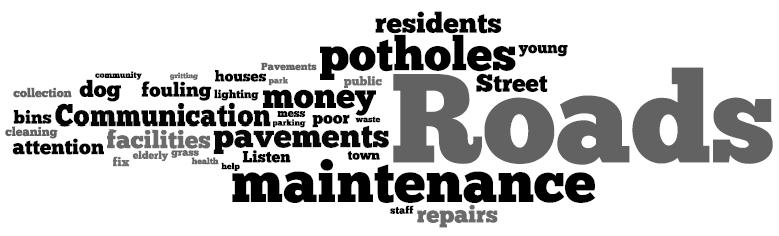 residents
potholes young
Pavements
community gritting houses park public Street
collection dog fouling lighting money Roads
bins Communication mess parking poor waste
cleaning facilities pavements
attention
fix elderly grass health help Listen town
maintenance
staff repairs